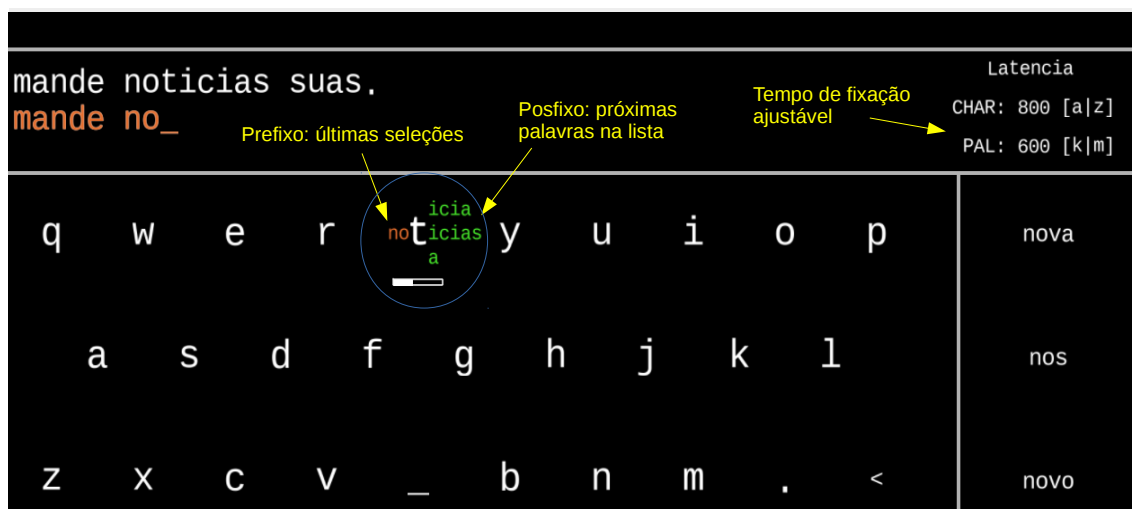 mande noticias suas.
mande no_
Prefixo: últimas seleções
Posfixo: próximas
palavras na lista
Tempo de fixação
ajustável
Latencia
CHAR: 800 [a|z]
PAL: 600 [k|m]
icia
q w e r no t icias y u i o p
a
nova
a s d f g h j k l
nos
z x c v _ b n m . <
novo